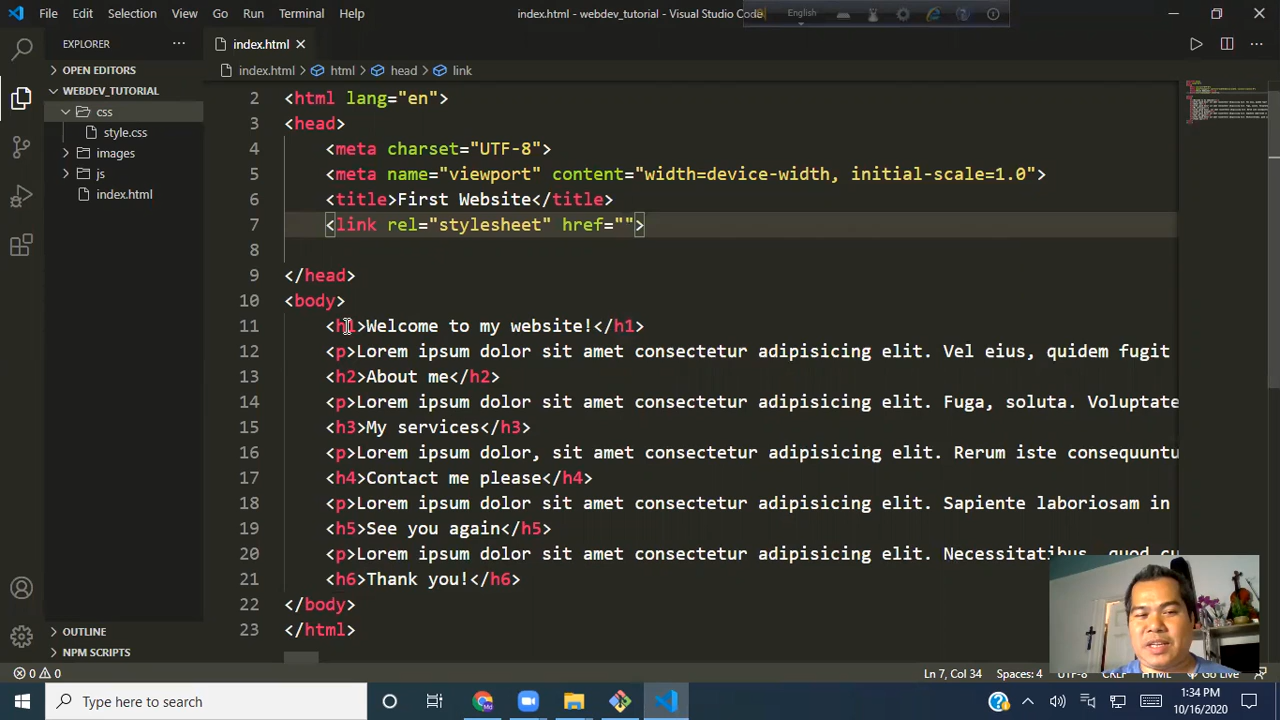 File Edit Selection View Go Run Terminal Help index.html - webdev_tutorial - Visual Studio Code English
EXPLORER
index.html
OPEN EDITORS
WEBDEV_TUTORIAL
css
style.css
images
js
index.html
index.html > html > head > link
2 <html lang="en">
3 <head>
4 <meta charset="UTF-8">
5 <meta name="viewport" content="width=device-width, initial-scale=1.0">
6 <title>First Website</title>
7 <link rel="stylesheet" href="">
8
9 </head>
10 <body>
11 <h1>Welcome to my website!</h1>
12 <p>Lorem ipsum dolor sit amet consectetur adipisicing elit. Vel eius, quidem fugit
13 <h2>About me</h2>
14 <p>Lorem ipsum dolor sit amet consectetur adipisicing elit. Fuga, soluta. Voluptate
15 <h3>My services</h3>
16 <p>Lorem ipsum dolor, sit amet consectetur adipisicing elit. Rerum iste consequuntu
17 <h4>Contact me please</h4>
18 <p>Lorem ipsum dolor sit amet consectetur adipisicing elit. Sapiente laboriosam in
19 <h5>See you again</h5>
20 <p>Lorem ipsum dolor sit amet consectetur adipisicing elit. Necessitatibus, quod
21 <h6>Thank you!</h6>
22 </body>
23 </html>
OUTLINE
NPM SCRIPTS
0 0 Ln 7, Col 34 Spaces: 4 UTF-8 CRLF HTML Go Live
Type here to search
1:34 PM
10/16/2020